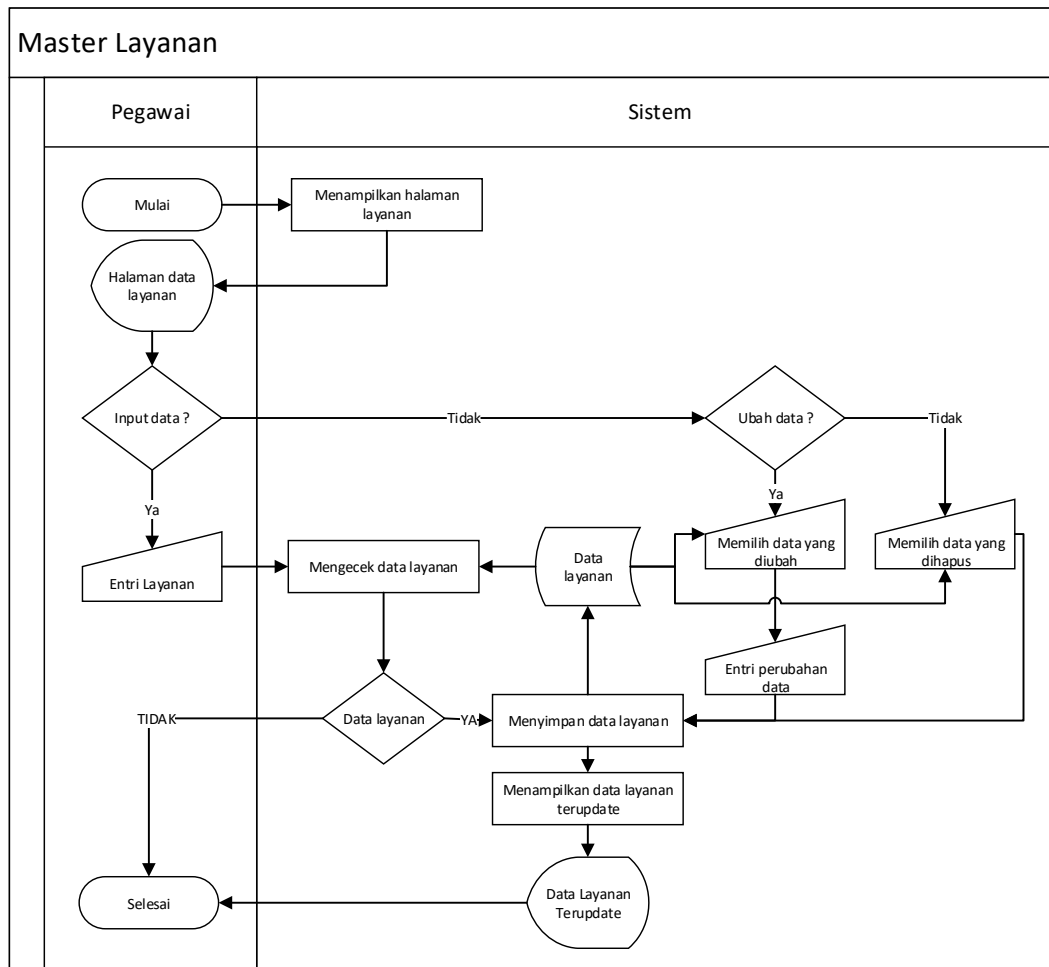 Master Layanan
Pegawai
Sistem
Mulai
Menampilkan halaman
layanan
Halaman data
layanan
Input data ?
Tidak
Ubah data ?
Tidak
Ya
Ya
Entri Layanan
Mengecek data layanan
Data
layanan
Memilih data yang
diubah
Memilih data yang
dihapus
Entri perubahan
data
TIDAK
Data layanan
YA
Menyimpan data layanan
Menampilkan data layanan
terupdate
Selesai
Data Layanan
Terupdate